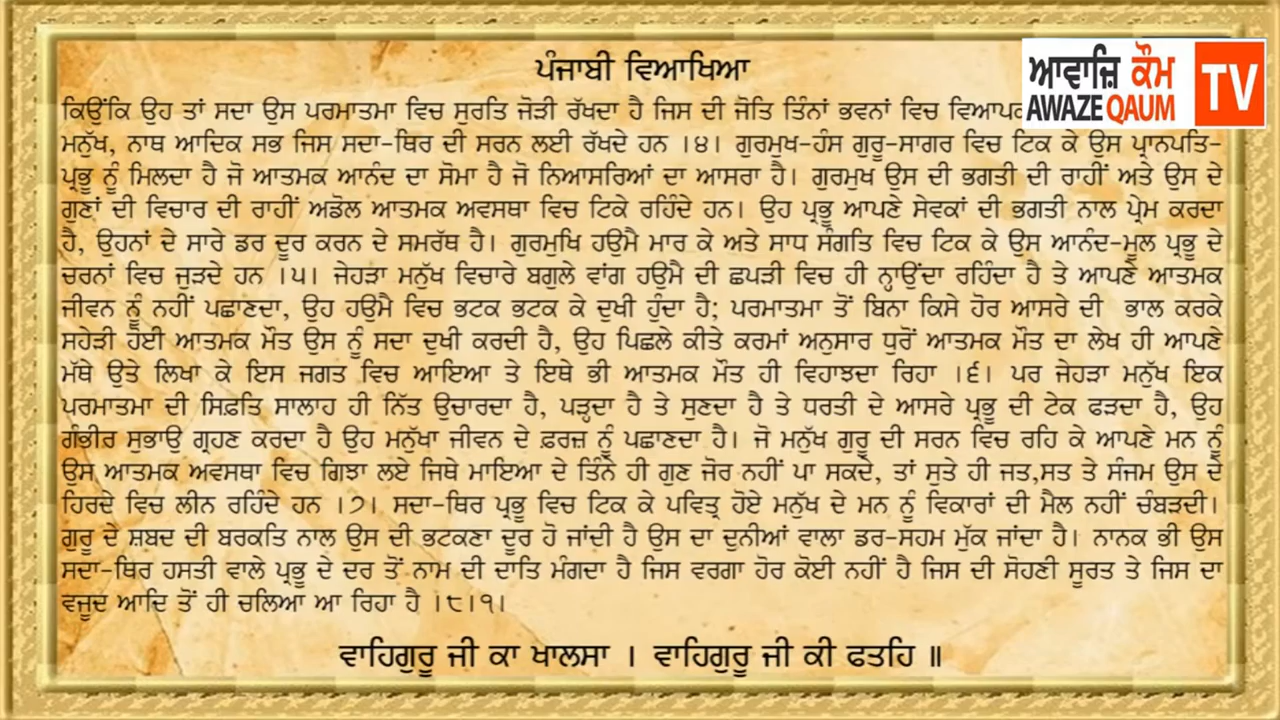 ਪੰਜਾਬੀ ਵਿਆਖਿਆ
ਆਵਾਜ਼ਿ ਕੌਮ
AWAZE QAUM
TV
ਕਿਉਂਕਿ ਉਹ ਤਾਂ ਸਦਾ ਉਸ ਪਰਮਾਤਮਾ ਵਿਚ ਸੁਰਤਿ ਜੋੜੀ ਰੱਖਦਾ ਹੈ ਜਿਸ ਦੀ ਜੋਤਿ ਤਿੰਨਾਂ ਭਵਨਾਂ ਵਿਚ
ਮਨੁੱਖ, ਨਾਥ ਆਦਿਕ ਸਭ ਜਿਸ ਸਦਾ-ਥਿਰ ਦੀ ਸਰਨ ਲਈ ਰੱਖਦੇ ਹਨ ।੪। ਗੁਰਮੁਖ-ਹੰਸ ਗੁਰੂ-ਸਾਗਰ ਵਿਚ ਟਿਕ ਕੇ ਉਸ ਪ੍ਰਾਨਪਤਿ-
ਪ੍ਰਭੂ ਨੂੰ ਮਿਲਦਾ ਹੈ ਜੋ ਆਤਮਕ ਆਨੰਦ ਦਾ ਸੋਮਾ ਹੈ ਜੋ ਨਿਆਸਰਿਆਂ ਦਾ ਆਸਰਾ ਹੈ। ਗੁਰਮੁਖ ਉਸ ਦੀ ਭਗਤੀ ਦੀ ਰਾਹੀਂ ਅਤੇ ਉਸ ਦੇ
ਗੁਣਾਂ ਦੀ ਵਿਚਾਰ ਦੀ ਰਾਹੀਂ ਅਡੋਲ ਆਤਮਕ ਅਵਸਥਾ ਵਿਚ ਟਿਕੇ ਰਹਿੰਦੇ ਹਨ। ਉਹ ਪ੍ਰਭੂ ਆਪਣੇ ਸੇਵਕਾਂ ਦੀ ਭਗਤੀ ਨਾਲ ਪ੍ਰੇਮ ਕਰਦਾ
ਹੈ, ਉਹਨਾਂ ਦੇ ਸਾਰੇ ਡਰ ਦੂਰ ਕਰਨ ਦੇ ਸਮਰੱਥ ਹੈ। ਗੁਰਮੁਖਿ ਹਉਮੈ ਮਾਰ ਕੇ ਅਤੇ ਸਾਧ ਸੰਗਤਿ ਵਿਚ ਟਿਕ ਕੇ ਉਸ ਆਨੰਦ-ਮੂਲ ਪ੍ਰਭੂ ਦੇ
ਚਰਨਾਂ ਵਿਚ ਜੁੜਦੇ ਹਨ ।੫। ਜੇਹੜਾ ਮਨੁੱਖ ਵਿਚਾਰੇ ਬਗੁਲੇ ਵਾਂਗ ਹਉਮੈ ਦੀ ਛਪੜੀ ਵਿਚ ਹੀ ਨ੍ਹਾਉਂਦਾ ਰਹਿੰਦਾ ਹੈ ਤੇ ਆਪਣੇ ਆਤਮਕ
ਜੀਵਨ ਨੂੰ ਨਹੀਂ ਪਛਾਣਦਾ, ਉਹ ਹਉਮੈ ਵਿਚ ਭਟਕ ਭਟਕ ਕੇ ਦੁਖੀ ਹੁੰਦਾ ਹੈ; ਪਰਮਾਤਮਾ ਤੋਂ ਬਿਨਾ ਕਿਸੇ ਹੋਰ ਆਸਰੇ ਦੀ ਭਾਲ ਕਰਕੇ
ਸਹੇੜੀ ਹੋਈ ਆਤਮਕ ਮੌਤ ਉਸ ਨੂੰ ਸਦਾ ਦੁਖੀ ਕਰਦੀ ਹੈ, ਉਹ ਪਿਛਲੇ ਕੀਤੇ ਕਰਮਾਂ ਅਨੁਸਾਰ ਧੁਰੋਂ ਆਤਮਕ ਮੌਤ ਦਾ ਲੇਖ ਹੀ ਆਪਣੇ
ਮੱਥੇ ਉਤੇ ਲਿਖਾ ਕੇ ਇਸ ਜਗਤ ਵਿਚ ਆਇਆ ਤੇ ਇਥੇ ਭੀ ਆਤਮਕ ਮੌਤ ਹੀ ਵਿਹਾਝਦਾ ਰਿਹਾ ।੬। ਪਰ ਜੇਹੜਾ ਮਨੁੱਖ ਇਕ
ਪਰਮਾਤਮਾ ਦੀ ਸਿਫ਼ਤਿ ਸਾਲਾਹ ਹੀ ਨਿੱਤ ਉਚਾਰਦਾ ਹੈ, ਪੜ੍ਹਦਾ ਹੈ ਤੇ ਸੁਣਦਾ ਹੈ ਤੇ ਧਰਤੀ ਦੇ ਆਸਰੇ ਪ੍ਰਭੂ ਦੀ ਟੇਕ ਫੜਦਾ ਹੈ, ਉਹ
ਗੰਭੀਰ ਸੁਭਾਉ ਗ੍ਰਹਣ ਕਰਦਾ ਹੈ ਉਹ ਮਨੁੱਖਾ ਜੀਵਨ ਦੇ ਫ਼ਰਜ਼ ਨੂੰ ਪਛਾਣਦਾ ਹੈ। ਜੋ ਮਨੁੱਖ ਗੁਰੂ ਦੀ ਸਰਨ ਵਿਚ ਰਹਿ ਕੇ ਆਪਣੇ ਮਨ ਨੂੰ
ਉਸ ਆਤਮਕ ਅਵਸਥਾ ਵਿਚ ਗਿਝਾ ਲਏ ਜਿਥੇ ਮਾਇਆ ਦੇ ਤਿੰਨੇ ਹੀ ਗੁਣ ਜੋਰ ਨਹੀਂ ਪਾ ਸਕਦੇ, ਤਾਂ ਸੁਤੇ ਹੀ ਜਤ,ਸਤ ਤੇ ਸੰਜਮ ਉਸ ਦੇ
ਹਿਰਦੇ ਵਿਚ ਲੀਨ ਰਹਿੰਦੇ ਹਨ ।੭। ਸਦਾ-ਥਿਰ ਪ੍ਰਭੂ ਵਿਚ ਟਿਕ ਕੇ ਪਵਿਤ੍ਰ ਹੋਏ ਮਨੁੱਖ ਦੇ ਮਨ ਨੂੰ ਵਿਕਾਰਾਂ ਦੀ ਮੈਲ ਨਹੀਂ ਚੰਬੜਦੀ।
ਗੁਰੂ ਦੇ ਸ਼ਬਦ ਦੀ ਬਰਕਤਿ ਨਾਲ ਉਸ ਦੀ ਭਟਕਣਾ ਦੂਰ ਹੋ ਜਾਂਦੀ ਹੈ ਉਸ ਦਾ ਦੁਨੀਆਂ ਵਾਲਾ ਡਰ-ਸਹਮ ਮੁੱਕ ਜਾਂਦਾ ਹੈ। ਨਾਨਕ ਭੀ ਉਸ
ਸਦਾ-ਥਿਰ ਹਸਤੀ ਵਾਲੇ ਪ੍ਰਭੂ ਦੇ ਦਰ ਤੋਂ ਨਾਮ ਦੀ ਦਾਤਿ ਮੰਗਦਾ ਹੈ ਜਿਸ ਵਰਗਾ ਹੋਰ ਕੋਈ ਨਹੀਂ ਹੈ ਜਿਸ ਦੀ ਸੋਹਣੀ ਸੂਰਤ ਤੇ ਜਿਸ ਦਾ
ਵਜੂਦ ਆਦਿ ਤੋਂ ਹੀ ਚਲਿਆ ਆ ਰਿਹਾ ਹੈ ।੮।੧।
ਵਾਹਿਗੁਰੂ ਜੀ ਕਾ ਖਾਲਸਾ । ਵਾਹਿਗੁਰੂ ਜੀ ਕੀ ਫਤਹਿ ॥